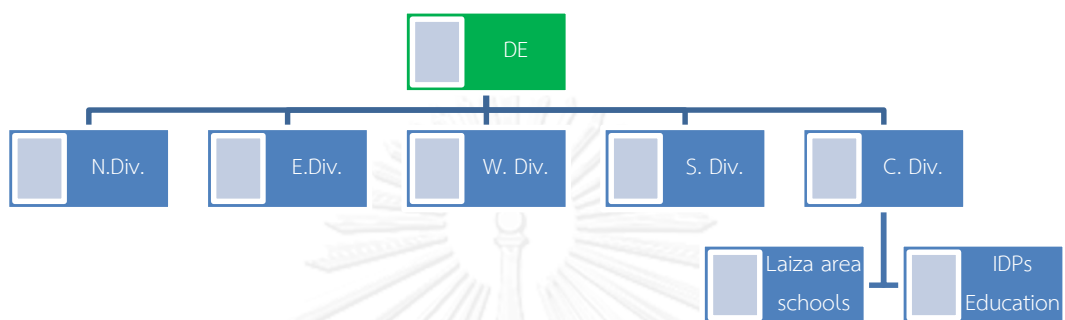 DE
N.Div.
E.Div.
W. Div.
S. Div.
C. Div.
Laiza area
schools
IDPs
Education